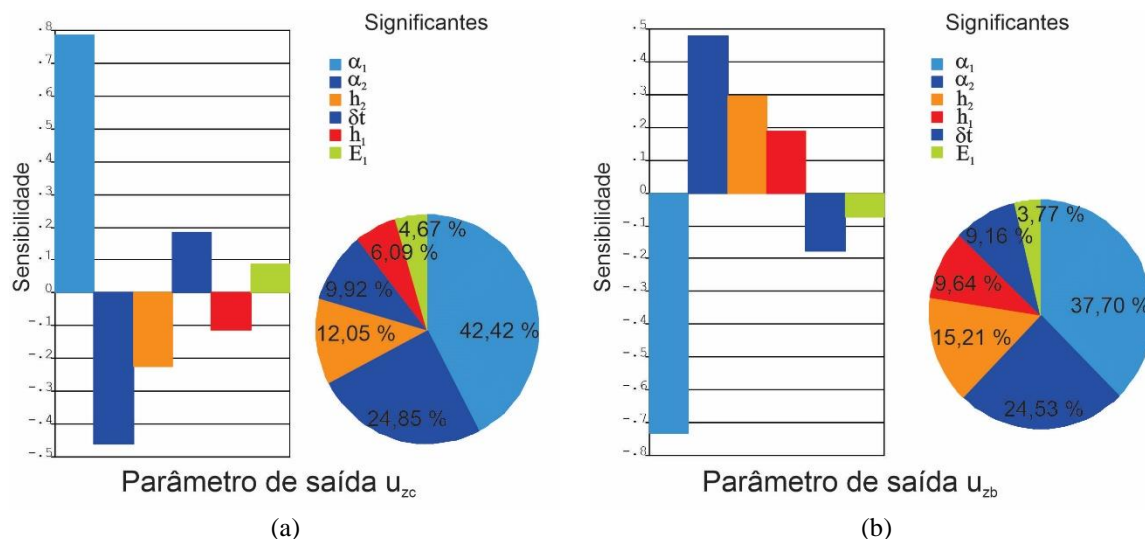 Significantes
α₁
α₂
h₂
δt
h₁
E₁
Sensibilidade
.8
.7
.6
.5
.4
.3
.2
.1
0
-.1
-.2
-.3
-.4
-.5
4,67 %
6,09 %
9,92 %
12,05 %
42,42 %
24,85 %
Parâmetro de saída u_zc
(a)
Significantes
α₁
α₂
h₂
h₁
δt
E₁
Sensibilidade
.5
.4
.3
.2
.1
0
-.1
-.2
-.3
-.4
-.5
-.6
-.7
-.8
3,77 %
9,16 %
9,64 %
37,70 %
15,21 %
24,53 %
Parâmetro de saída u_zb
(b)